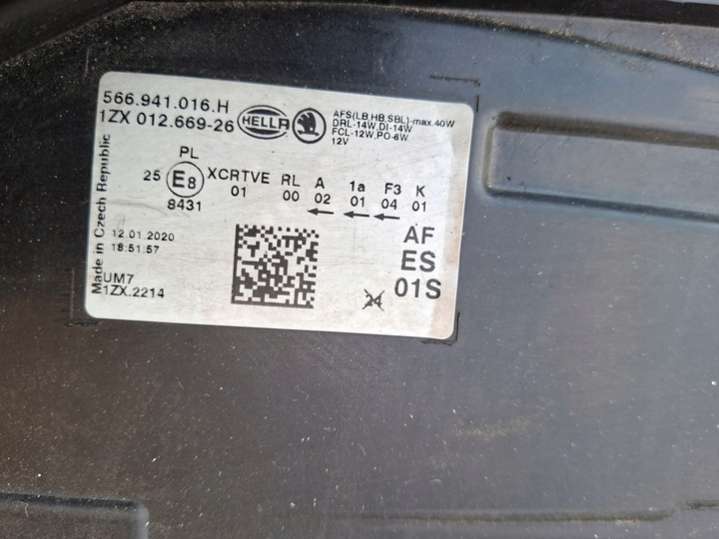 566.941.016.H
1ZX 012.669-26
HELLA
AFS(LB,HB,SBL)-max.40W
DRL-14W,DI-14W
FCL-12W,PO-6W
12V
Made in Czech Republic
PL
25 E8 XCRTVE RL A 1a F3 K
8431 01 00 02 01 04 01
12.01.2020
18:51:57
UM7
1ZX.2214
AF
ES
01S
24